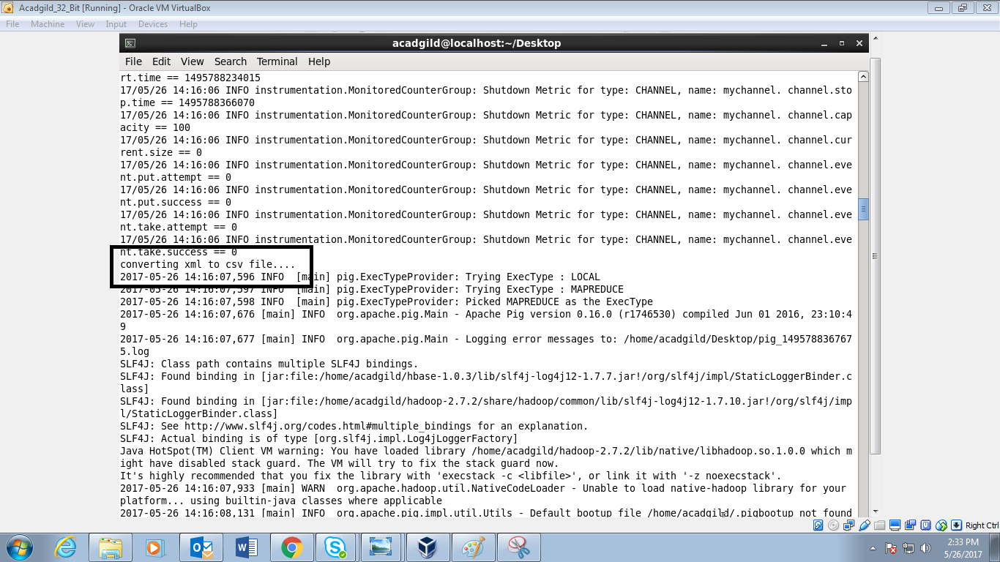 Acadgild_32_Bit [Running] - Oracle VM VirtualBox
File Machine View Input Devices Help
acadgild@localhost:~/Desktop
File Edit View Search Terminal Help
rt.time == 1495788234015
17/05/26 14:16:06 INFO instrumentation.MonitoredCounterGroup: Shutdown Metric for type: CHANNEL, name: mychannel. channel.sto
p.time == 1495788366070
17/05/26 14:16:06 INFO instrumentation.MonitoredCounterGroup: Shutdown Metric for type: CHANNEL, name: mychannel. channel.cap
acity == 100
17/05/26 14:16:06 INFO instrumentation.MonitoredCounterGroup: Shutdown Metric for type: CHANNEL, name: mychannel. channel.cur
rent.size == 0
17/05/26 14:16:06 INFO instrumentation.MonitoredCounterGroup: Shutdown Metric for type: CHANNEL, name: mychannel. channel.eve
nt.put.attempt == 0
17/05/26 14:16:06 INFO instrumentation.MonitoredCounterGroup: Shutdown Metric for type: CHANNEL, name: mychannel. channel.eve
nt.put.success == 0
17/05/26 14:16:06 INFO instrumentation.MonitoredCounterGroup: Shutdown Metric for type: CHANNEL, name: mychannel. channel.eve
nt.take.attempt == 0
17/05/26 14:16:06 INFO instrumentation.MonitoredCounterGroup: Shutdown Metric for type: CHANNEL, name: mychannel. channel.eve
nt.take.success == 0
converting xml to csv file....
2017-05-26 14:16:07,596 INFO  [main] pig.ExecTypeProvider: Trying ExecType : LOCAL
2017-05-26 14:16:07,597 INFO  [main] pig.ExecTypeProvider: Trying ExecType : MAPREDUCE
2017-05-26 14:16:07,598 INFO  [main] pig.ExecTypeProvider: Picked MAPREDUCE as the ExecType
2017-05-26 14:16:07,676 [main] INFO  org.apache.pig.Main - Apache Pig version 0.16.0 (r1746530) compiled Jun 01 2016, 23:10:4
9
2017-05-26 14:16:07,677 [main] INFO  org.apache.pig.Main - Logging error messages to: /home/acadgild/Desktop/pig_149578836767
5.log
SLF4J: Class path contains multiple SLF4J bindings.
SLF4J: Found binding in [jar:file:/home/acadgild/hbase-1.0.3/lib/slf4j-log4j12-1.7.7.jar!/org/slf4j/impl/StaticLoggerBinder.c
lass]
SLF4J: Found binding in [jar:file:/home/acadgild/hadoop-2.7.2/share/hadoop/common/lib/slf4j-log4j12-1.7.10.jar!/org/slf4j/imp
l/StaticLoggerBinder.class]
SLF4J: See http://www.slf4j.org/codes.html#multiple_bindings for an explanation.
SLF4J: Actual binding is of type [org.slf4j.impl.Log4jLoggerFactory]
Java HotSpot(TM) Client VM warning: You have loaded library /home/acadgild/hadoop-2.7.2/lib/native/libhadoop.so.1.0.0 which m
ight have disabled stack guard. The VM will try to fix the stack guard now.
It's highly recommended that you fix the library with 'execstack -c <libfile>', or link it with '-z noexecstack'.
2017-05-26 14:16:07,933 [main] WARN  org.apache.hadoop.util.NativeCodeLoader - Unable to load native-hadoop library for your
platform... using builtin-java classes where applicable
2017-05-26 14:16:08,131 [main] INFO  org.apache.pig.impl.util.Utils - Default bootup file /home/acadgild/.pigbootup not found
Right Ctrl
2:33 PM
5/26/2017